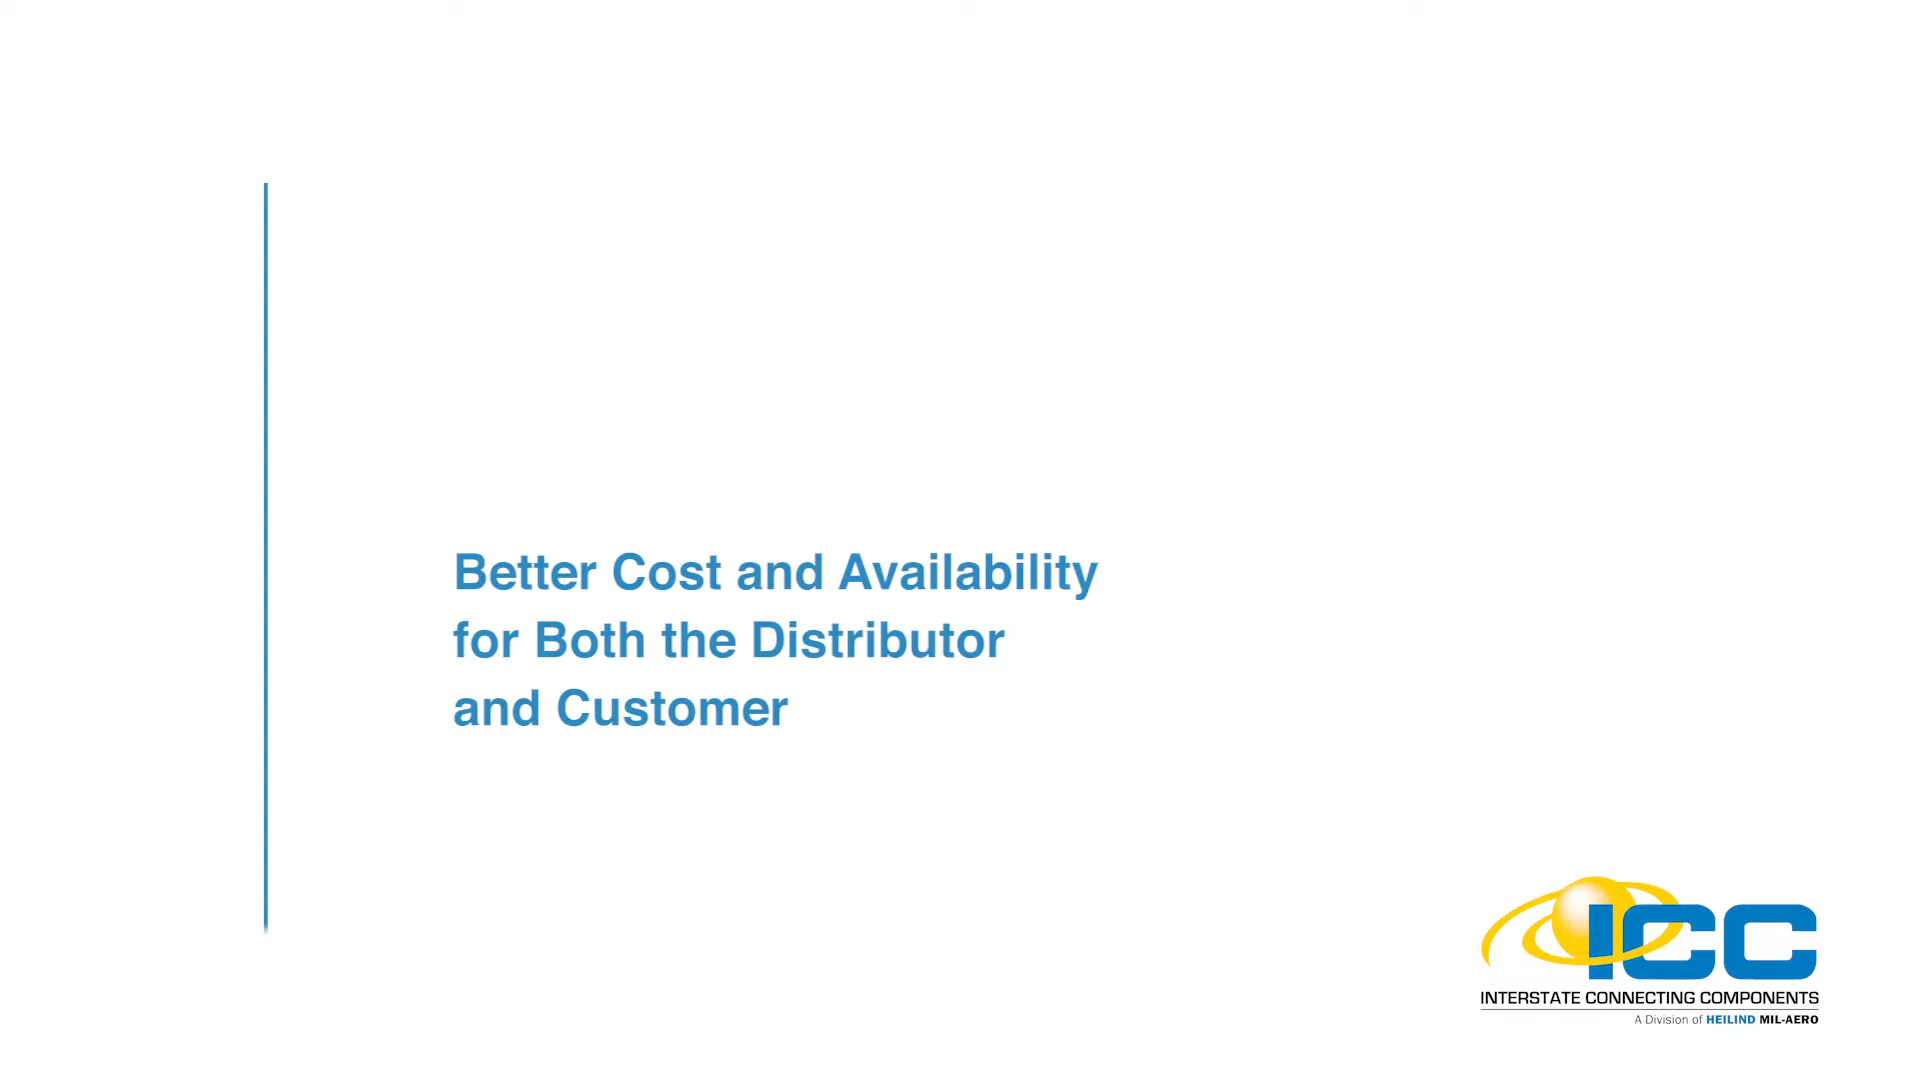 Better Cost and Availability
for Both the Distributor
and Customer
ICC
INTERSTATE CONNECTING COMPONENTS
A Division of HEILIND MIL-AERO